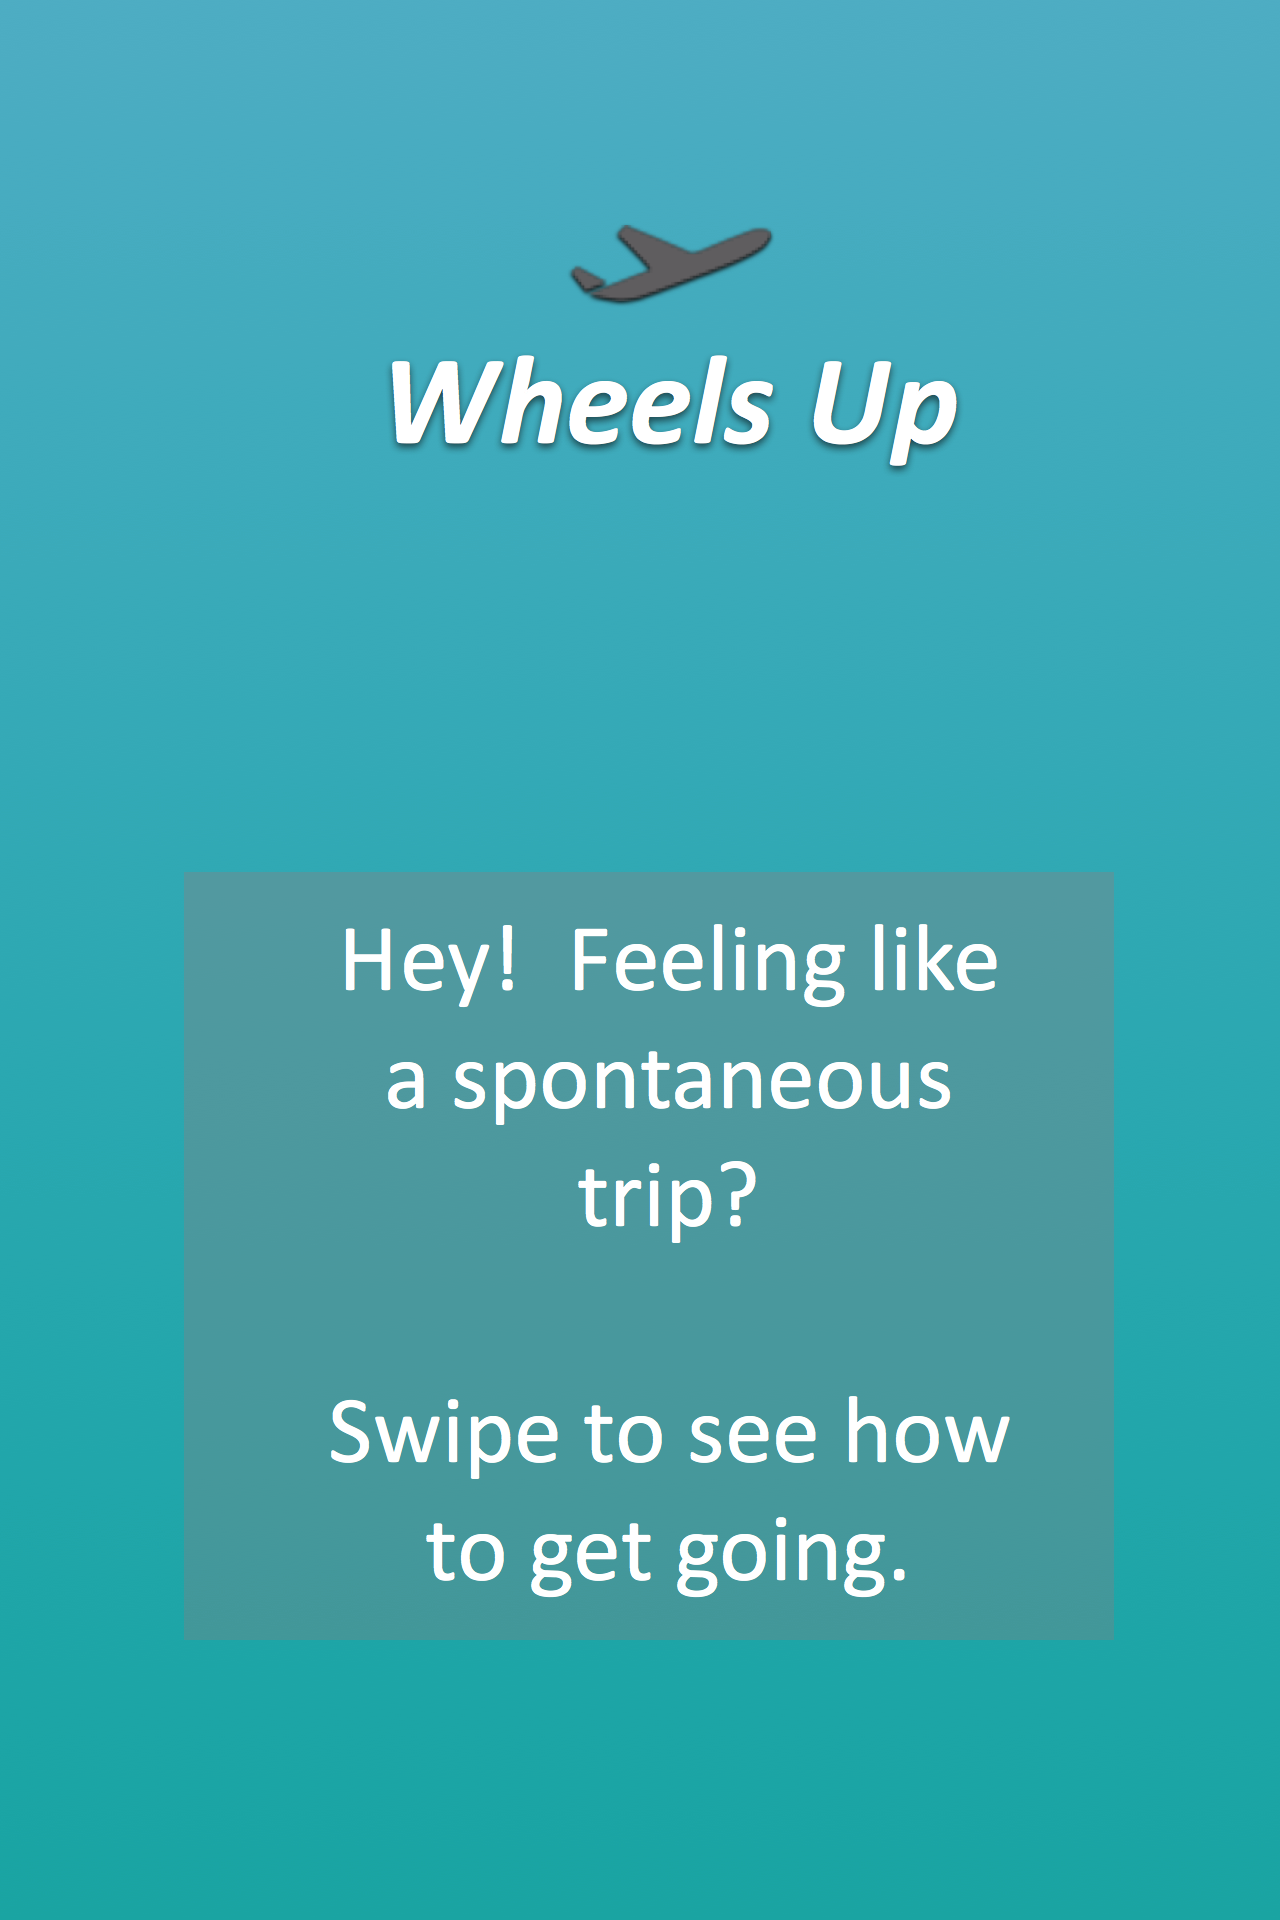 Wheels Up
Hey!  Feeling like
a spontaneous
trip?
Swipe to see how
to get going.